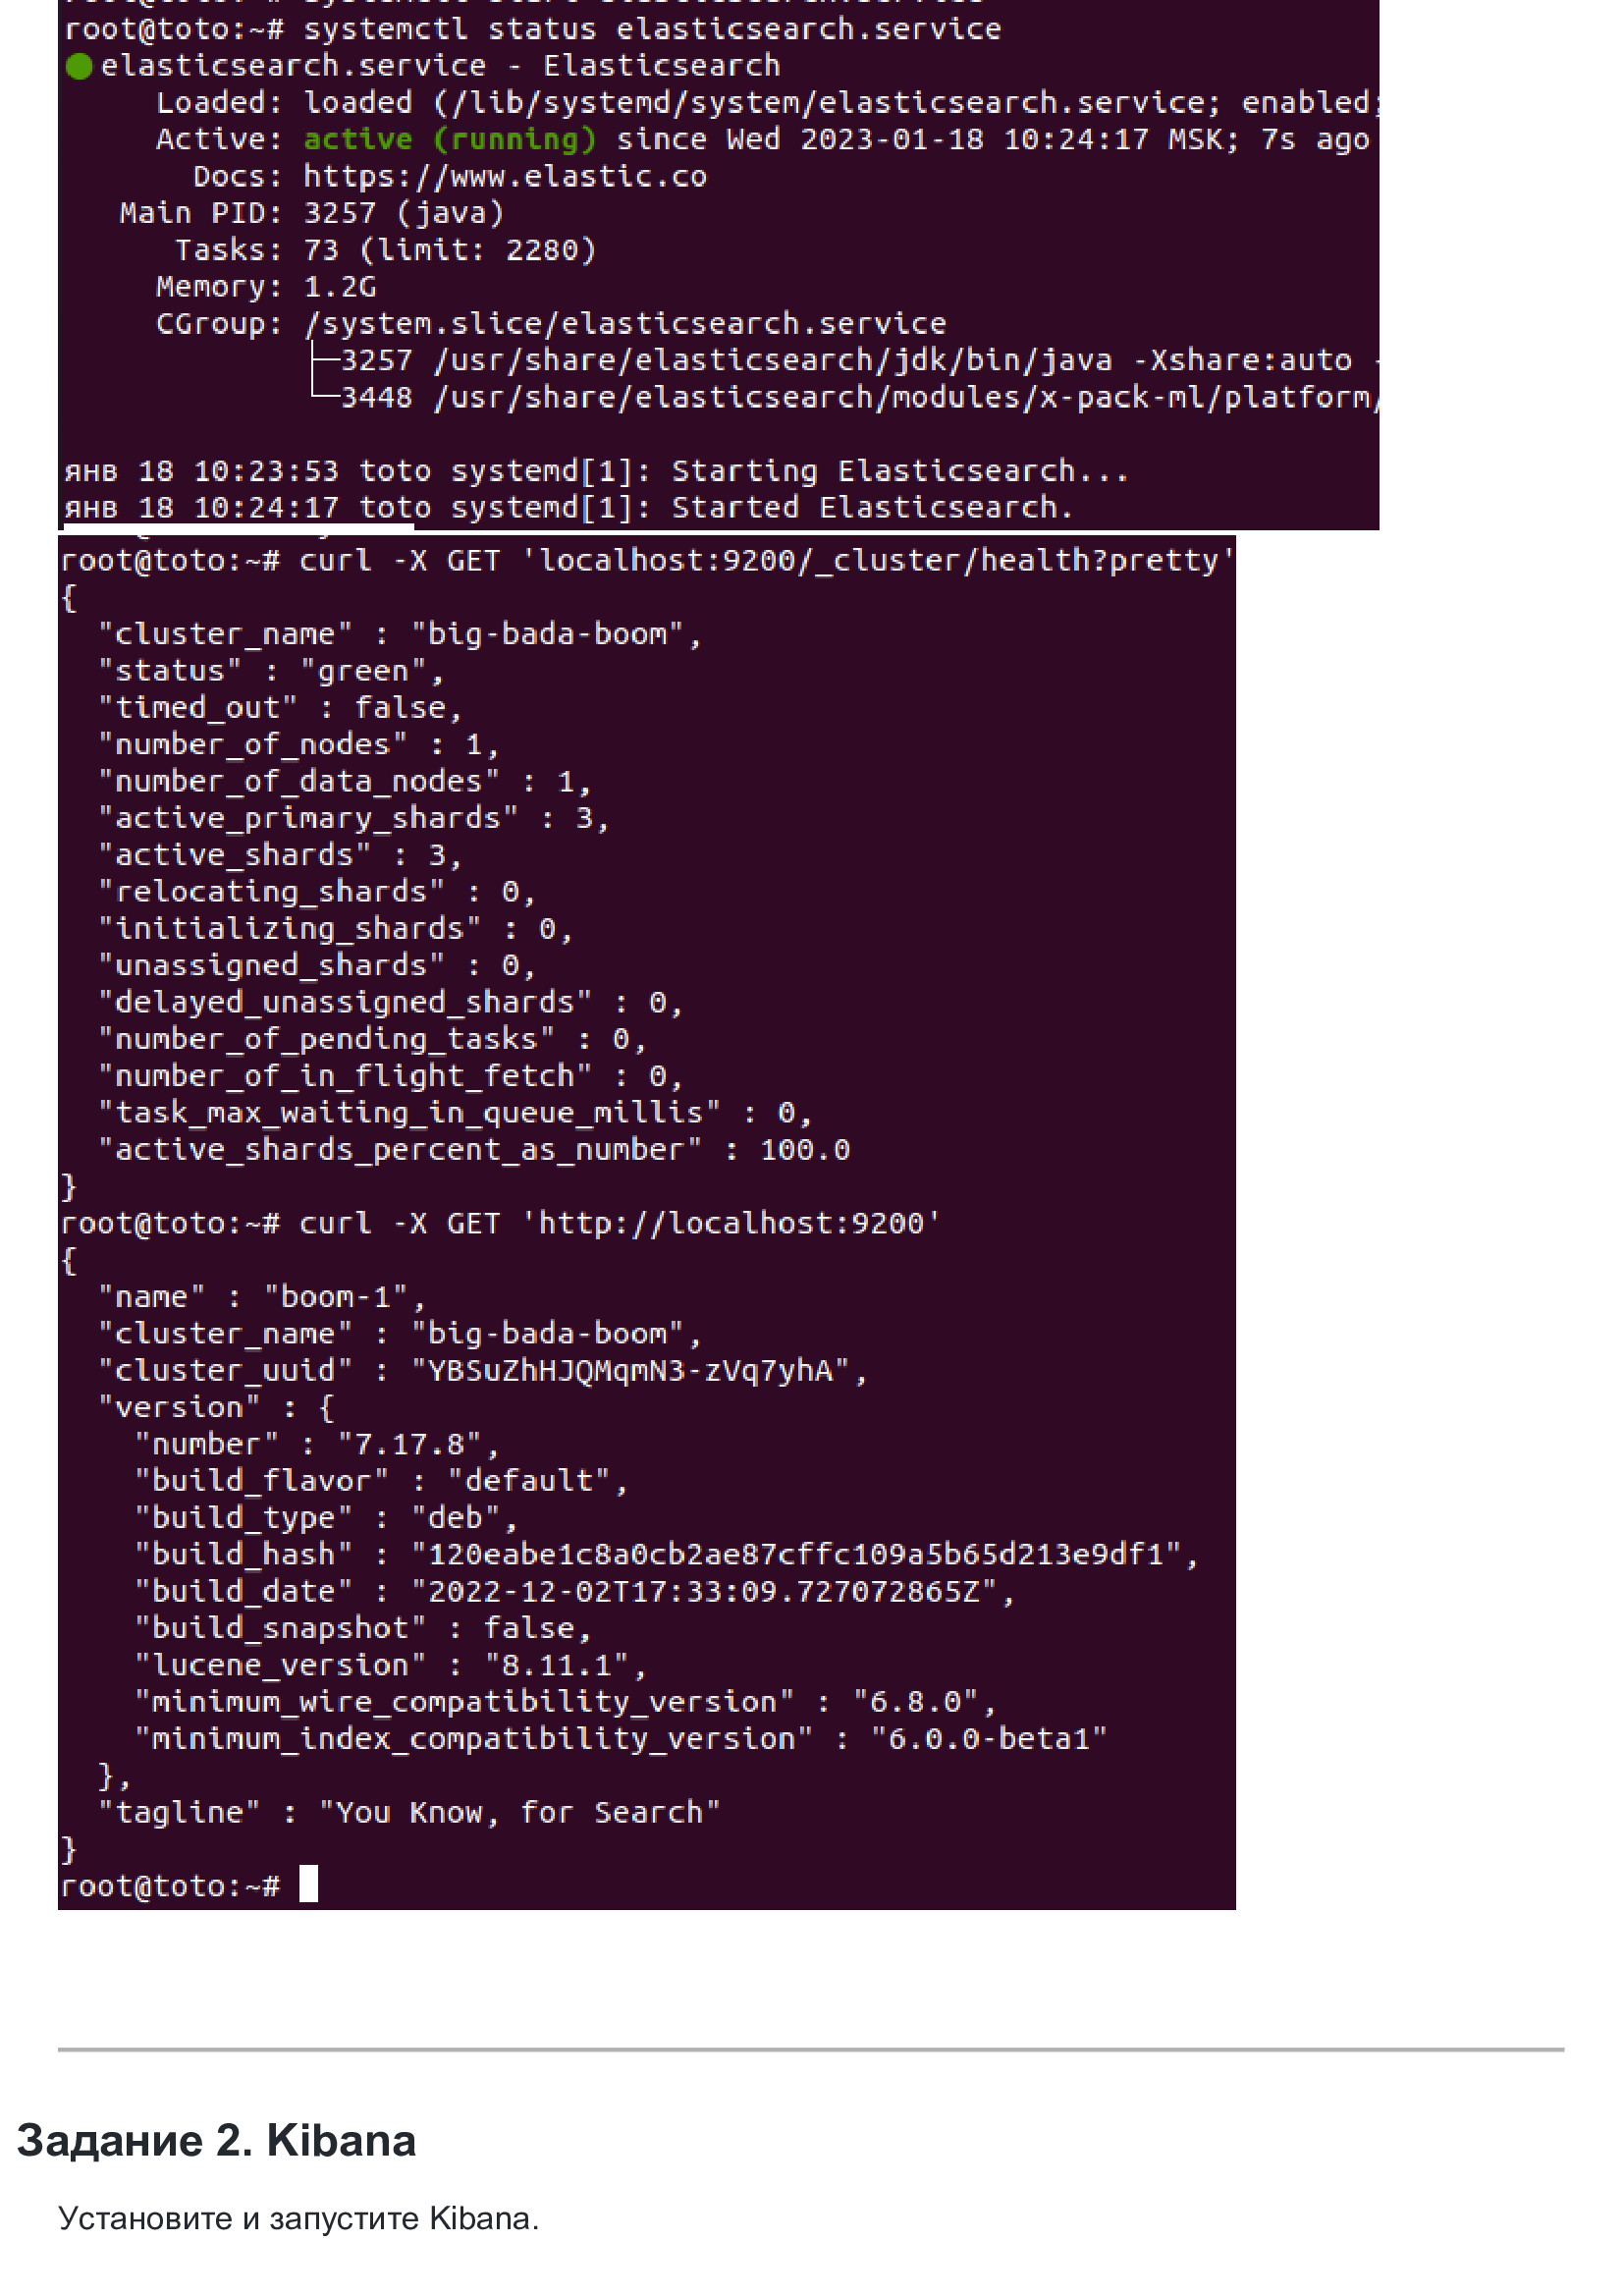 root@toto:~# systemctl status elasticsearch.service
elasticsearch.service - Elasticsearch
Loaded: loaded (/lib/systemd/system/elasticsearch.service; enabled;
Active: active (running) since Wed 2023-01-18 10:24:17 MSK; 7s ago
Docs: https://www.elastic.co
Main PID: 3257 (java)
Tasks: 73 (limit: 2280)
Memory: 1.2G
CGroup: /system.slice/elasticsearch.service
├─3257 /usr/share/elasticsearch/jdk/bin/java -Xshare:auto -
└─3448 /usr/share/elasticsearch/modules/x-pack-ml/platform/
янв 18 10:23:53 toto systemd[1]: Starting Elasticsearch...
янв 18 10:24:17 toto systemd[1]: Started Elasticsearch.
root@toto:~# curl -X GET 'localhost:9200/_cluster/health?pretty'
{
"cluster_name" : "big-bada-boom",
"status" : "green",
"timed_out" : false,
"number_of_nodes" : 1,
"number_of_data_nodes" : 1,
"active_primary_shards" : 3,
"active_shards" : 3,
"relocating_shards" : 0,
"initializing_shards" : 0,
"unassigned_shards" : 0,
"delayed_unassigned_shards" : 0,
"number_of_pending_tasks" : 0,
"number_of_in_flight_fetch" : 0,
"task_max_waiting_in_queue_millis" : 0,
"active_shards_percent_as_number" : 100.0
}
root@toto:~# curl -X GET 'http://localhost:9200'
{
"name" : "boom-1",
"cluster_name" : "big-bada-boom",
"cluster_uuid" : "YBSuZhHJQMqmN3-zVq7yhA",
"version" : {
"number" : "7.17.8",
"build_flavor" : "default",
"build_type" : "deb",
"build_hash" : "120eabe1c8a0cb2ae87cffc109a5b65d213e9df1",
"build_date" : "2022-12-02T17:33:09.727072865Z",
"build_snapshot" : false,
"lucene_version" : "8.11.1",
"minimum_wire_compatibility_version" : "6.8.0",
"minimum_index_compatibility_version" : "6.0.0-beta1"
},
"tagline" : "You Know, for Search"
}
root@toto:~#
Задание 2. Kibana
Установите и запустите Kibana.